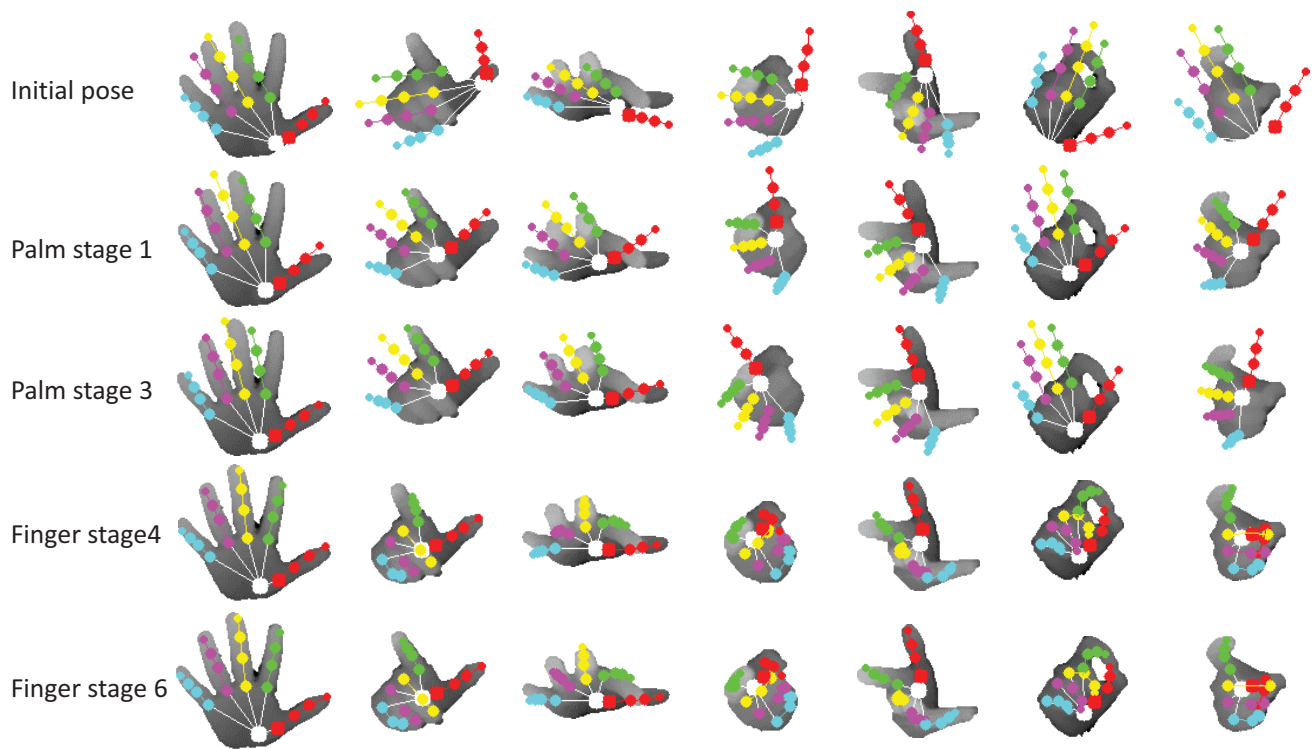 Initial pose
Palm stage 1
Palm stage 3
Finger stage4
Finger stage 6